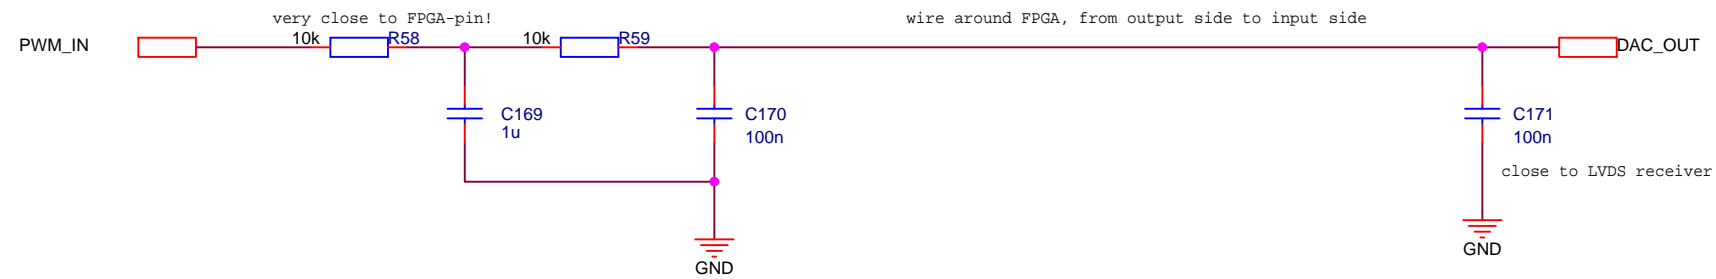 very close to FPGA-pin!
wire around FPGA, from output side to input side
PWM_IN
10k
R58
10k
R59
DAC_OUT
C169
1u
C170
100n
C171
100n
close to LVDS receiver
GND
GND